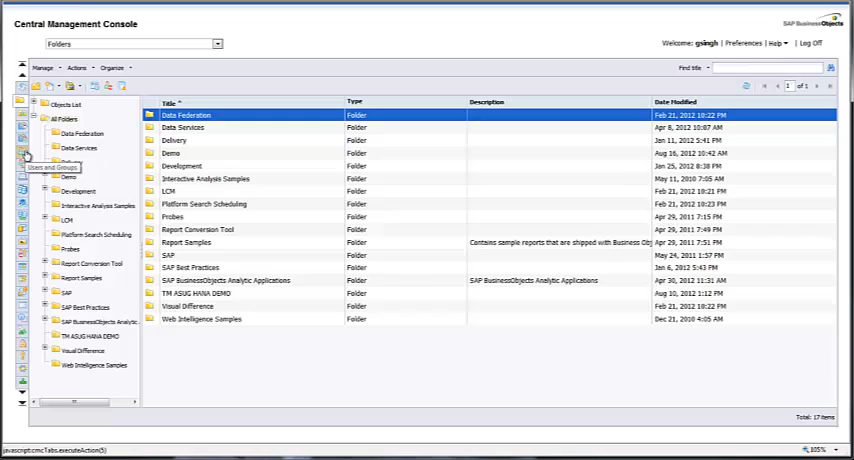 Central Management Console
SAP BusinessObjects
Folders
Welcome: gsingh | Preferences | Help | Log Off
Manage Actions Organize
Find title
1 of 1
Objects List
All Folders
Data Federation
Data Services
Users and Groups
Demo
Development
Interactive Analysis Samples
LCM
Platform Search Scheduling
Probes
Report Conversion Tool
Report Samples
SAP
SAP Best Practices
SAP BusinessObjects Analytic
TM ASUG HANA DEMO
Visual Difference
Web Intelligence Samples
Title Type Description Date Modified
Data Federation Folder Feb 21, 2012 10:22 PM
Data Services Folder Apr 8, 2012 10:07 AM
Delivery Folder Jan 11, 2012 5:41 PM
Demo Folder Aug 16, 2012 10:42 AM
Development Folder Jan 25, 2012 8:38 PM
Interactive Analysis Samples Folder May 11, 2010 7:05 AM
LCM Folder Feb 21, 2012 10:21 PM
Platform Search Scheduling Folder Feb 21, 2012 10:23 PM
Probes Folder Apr 29, 2011 7:15 PM
Report Conversion Tool Folder Apr 29, 2011 7:49 PM
Report Samples Folder Contains sample reports that are shipped with Business Obj Apr 29, 2011 7:51 PM
SAP Folder May 24, 2011 1:57 PM
SAP Best Practices Folder Jan 6, 2012 5:43 PM
SAP BusinessObjects Analytic Applications Folder SAP BusinessObjects Analytic Applications Apr 30, 2012 11:31 AM
TM ASUG HANA DEMO Folder Aug 10, 2012 1:12 PM
Visual Difference Folder Feb 21, 2012 10:22 PM
Web Intelligence Samples Folder Dec 21, 2010 4:05 AM
Total: 17 items
javascript:cmcTabs.executeAction(5)
105%